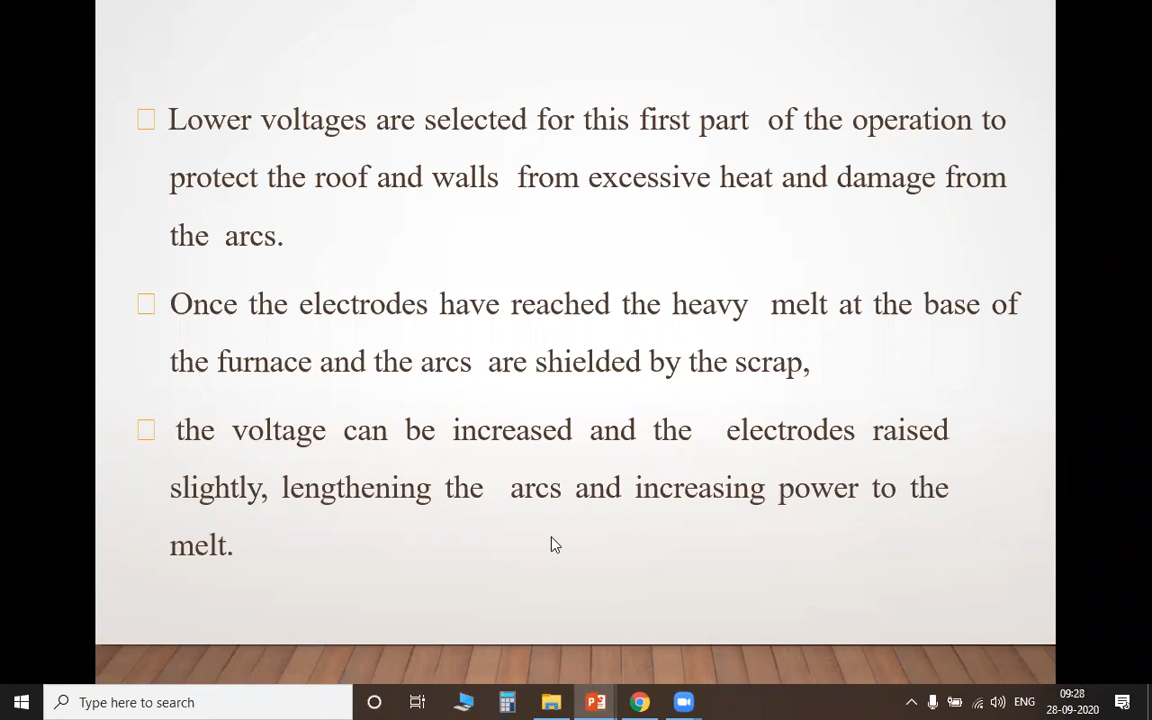 Lower voltages are selected for this first part of the operation to
protect the roof and walls from excessive heat and damage from
the arcs.
Once the electrodes have reached the heavy melt at the base of
the furnace and the arcs are shielded by the scrap,
the voltage can be increased and the electrodes raised
slightly, lengthening the arcs and increasing power to the
melt.
Type here to search
ENG
09:28
28-09-2020